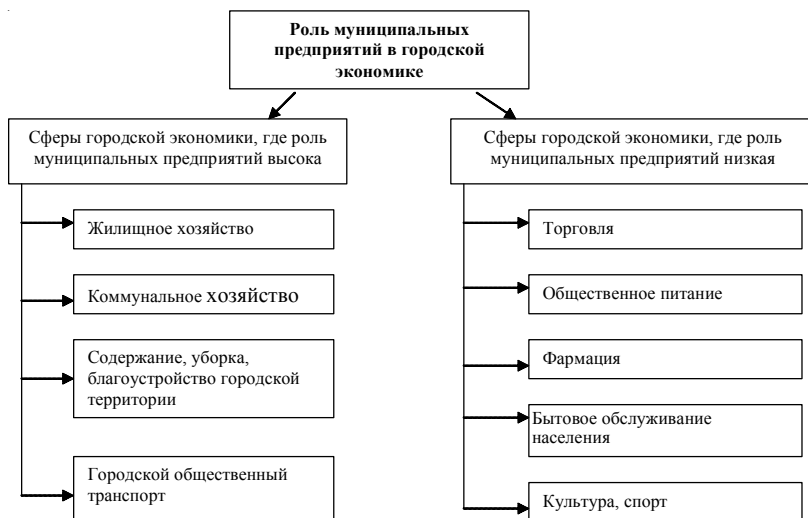 Роль муниципальных
предприятий в городской
экономике
Сферы городской экономики, где роль
муниципальных предприятий высока
Жилищное хозяйство
Коммунальное хозяйство
Содержание, уборка,
благоустройство городской
территории
Городской общественный
транспорт
Сферы городской экономики, где роль
муниципальных предприятий низкая
Торговля
Общественное питание
Фармация
Бытовое обслуживание
населения
Культура, спорт